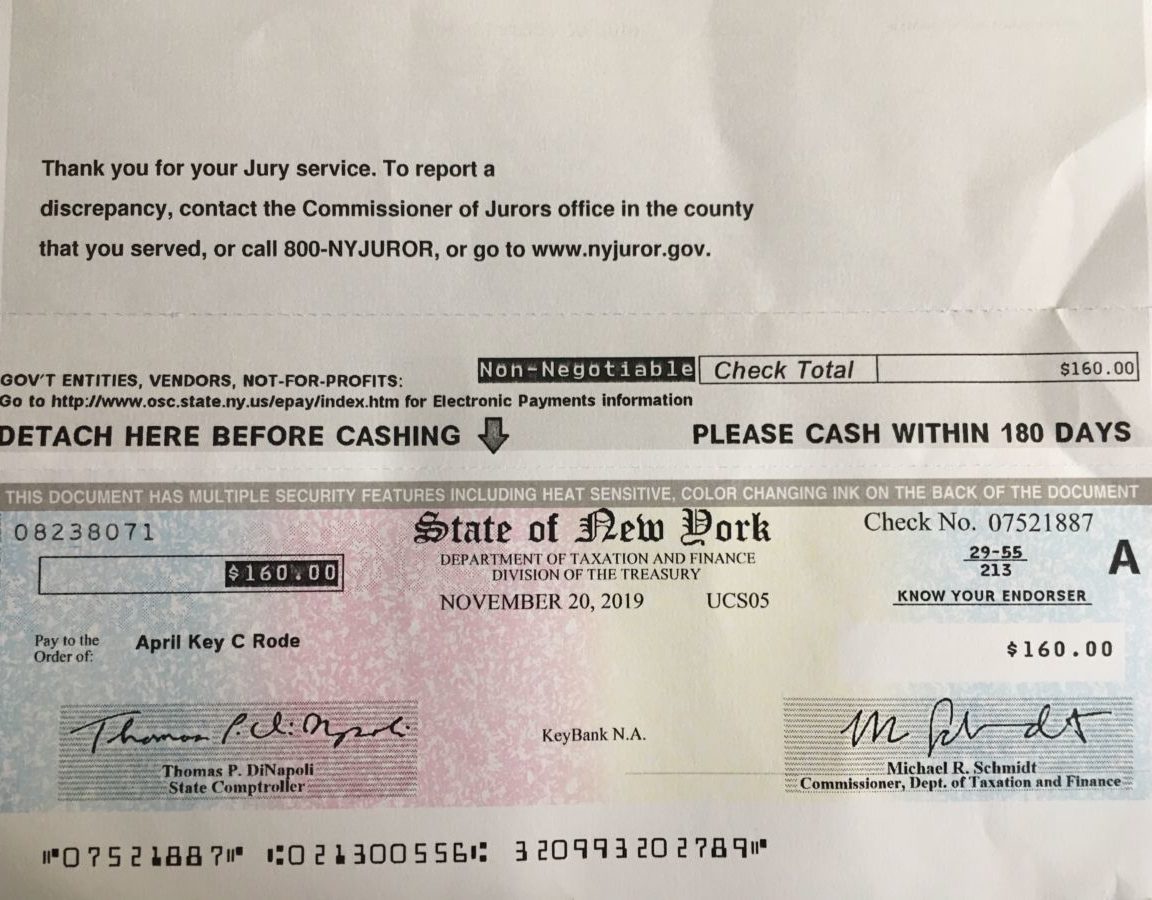 Thank you for your Jury service. To report a
discrepancy, contact the Commissioner of Jurors office in the county
that you served, or call 800-NYJUROR, or go to www.nyjuror.gov.
Non-Negotiable Check Total $160.00
GOV'T ENTITIES, VENDORS, NOT-FOR-PROFITS:
Go to http://www.osc.state.ny.us/epay/index.htm for Electronic Payments information
DETACH HERE BEFORE CASHING PLEASE CASH WITHIN 180 DAYS
THIS DOCUMENT HAS MULTIPLE SECURITY FEATURES INCLUDING HEAT SENSITIVE, COLOR CHANGING INK ON THE BACK OF THE DOCUMENT
08238071 State of New York Check No. 07521887
DEPARTMENT OF TAXATION AND FINANCE 29-55 A
DIVISION OF THE TREASURY 213
$160.00
NOVEMBER 20, 2019 UCS05 KNOW YOUR ENDORSER
Pay to the
Order of: April Key C Rode $160.00
Thomas P. DiNapoli M Schmidt
KeyBank N.A.
Thomas P. DiNapoli Michael R. Schmidt
State Comptroller Commissioner, Dept. of Taxation and Finance
⑈07521887⑈ ⑆021300556⑆ 320993202789⑈